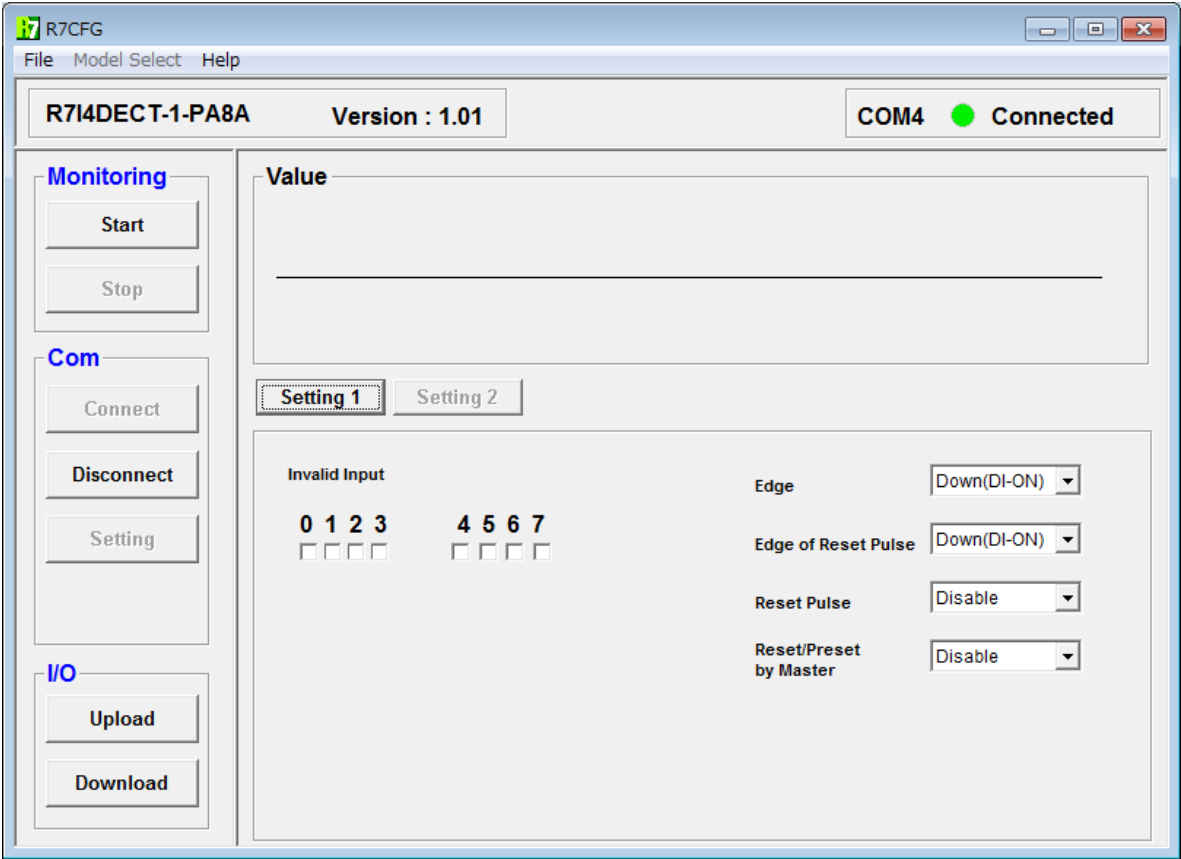 R7 R7CFG
File Model Select Help
R7I4DECT-1-PA8A Version : 1.01 COM4 Connected
Monitoring
Start
Stop
Com
Connect
Disconnect
Setting
I/O
Upload
Download
Value
Setting 1 Setting 2
Invalid Input
0 1 2 3 4 5 6 7
Edge Down(DI-ON)
Edge of Reset Pulse Down(DI-ON)
Reset Pulse Disable
Reset/Preset
by Master Disable